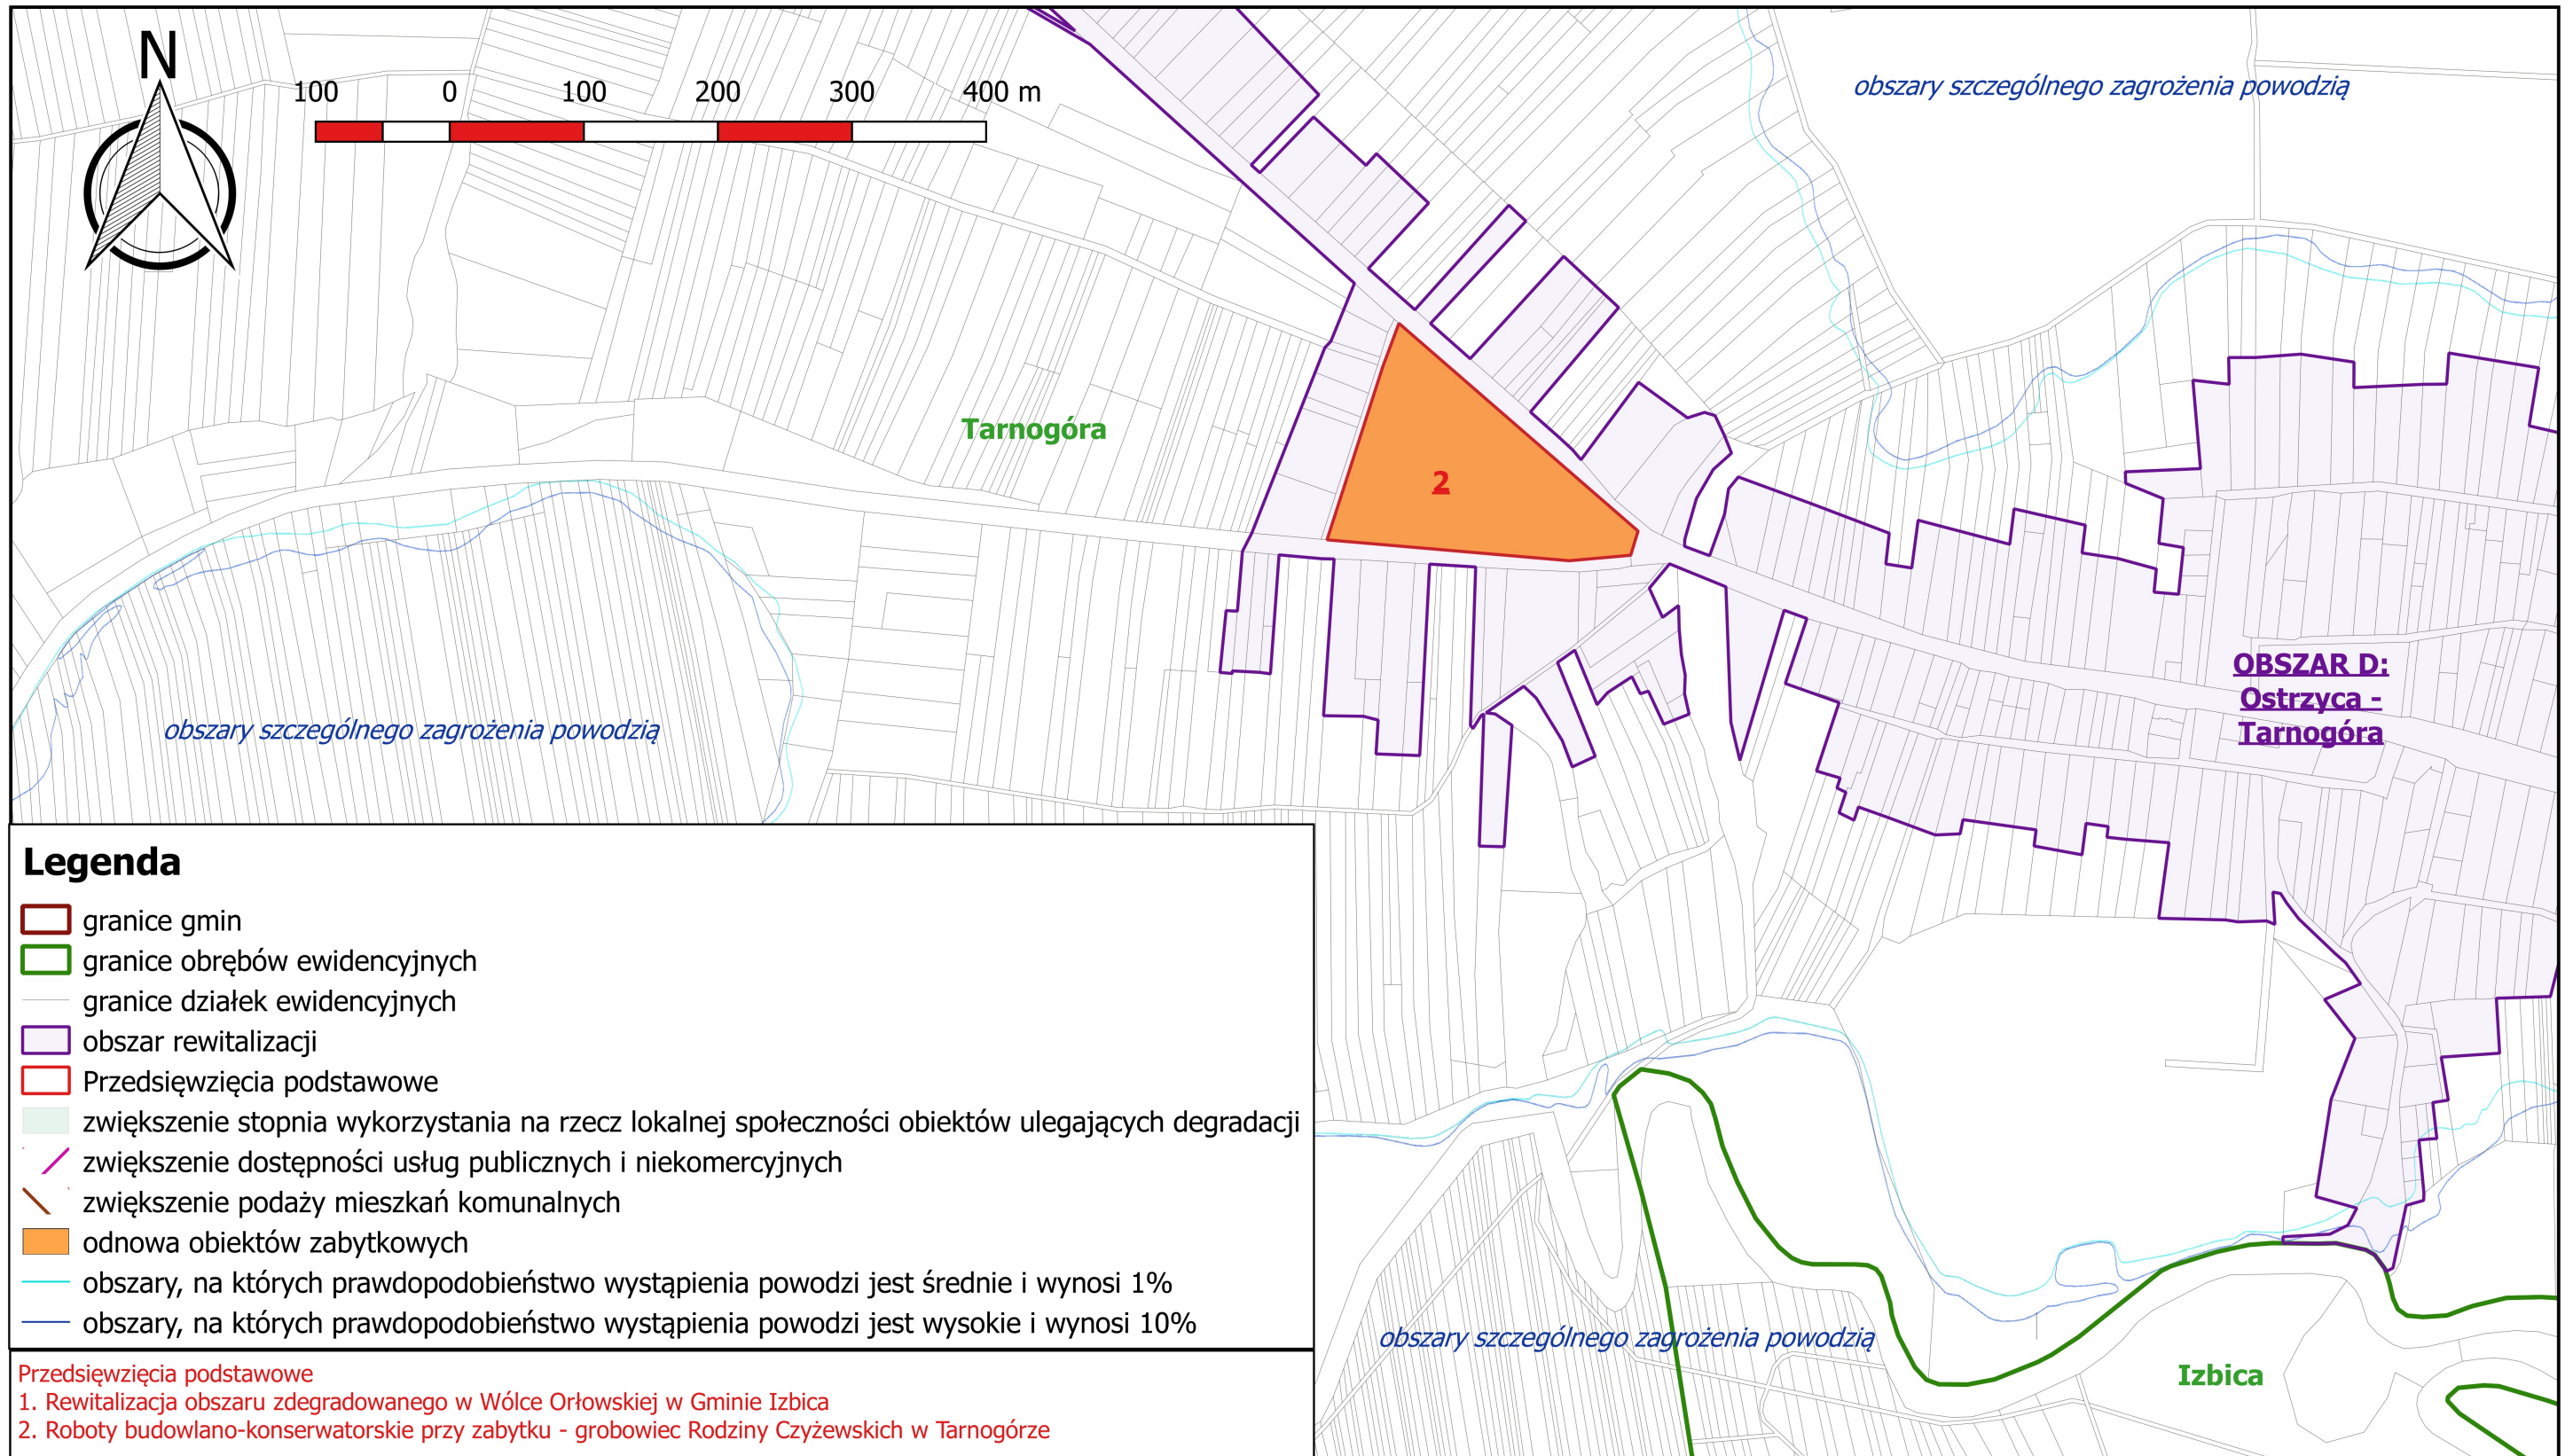 N
100 0 100 200 300 400 m
obszary szczególnego zagrożenia powodzią
Tarnogóra
2
OBSZAR D:
Ostrzyca -
Tarnogóra
obszary szczególnego zagrożenia powodzią
Legenda
granice gmin
granice obrębów ewidencyjnych
granice działek ewidencyjnych
obszar rewitalizacji
Przedsięwzięcia podstawowe
zwiększenie stopnia wykorzystania na rzecz lokalnej społeczności obiektów ulegających degradacji
zwiększenie dostępności usług publicznych i niekomercyjnych
zwiększenie podaży mieszkań komunalnych
odnowa obiektów zabytkowych
obszary, na których prawdopodobieństwo wystąpienia powodzi jest średnie i wynosi 1%
obszary, na których prawdopodobieństwo wystąpienia powodzi jest wysokie i wynosi 10%
obszary szczególnego zagrożenia powodzią
Izbica
Przedsięwzięcia podstawowe
1. Rewitalizacja obszaru zdegradowanego w Wólce Orłowskiej w Gminie Izbica
2. Roboty budowlano-konserwatorskie przy zabytku - grobowiec Rodziny Czyżewskich w Tarnogórze